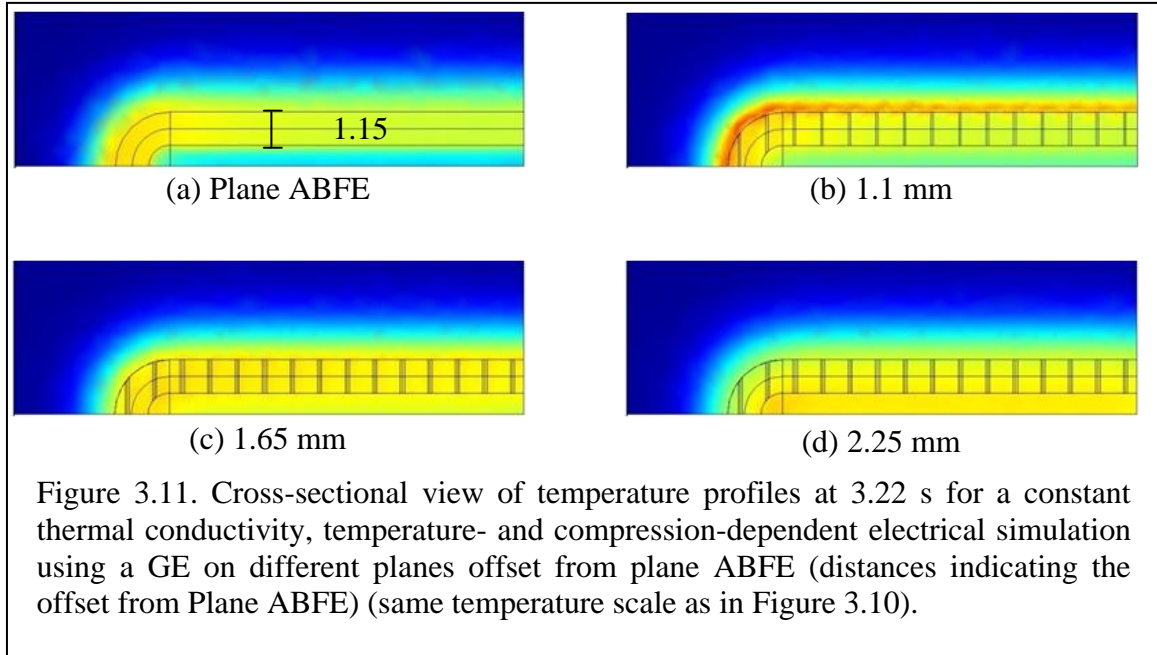 1.15
(a) Plane ABFE
(b) 1.1 mm
(c) 1.65 mm
(d) 2.25 mm
Figure 3.11. Cross-sectional view of temperature profiles at 3.22 s for a constant
thermal conductivity, temperature- and compression-dependent electrical simulation
using a GE on different planes offset from plane ABFE (distances indicating the
offset from Plane ABFE) (same temperature scale as in Figure 3.10).